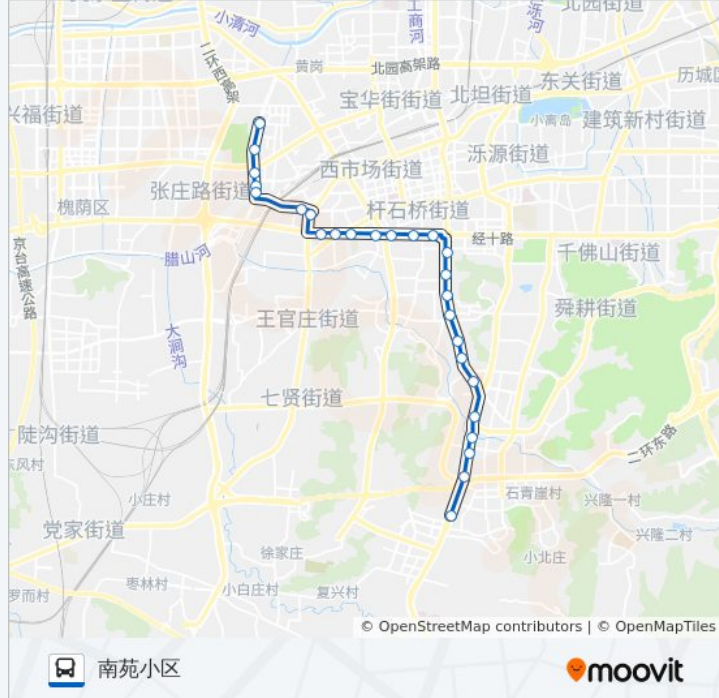 小清河
工商河
泺河
北园街道
二环西高架
黄岗
北园高架路
东关街道
历城区
兴福街道
宝华街街道
北坦街道
小离岛
建筑新村街道
西市场街道
泺源街道
张庄路街道
槐荫区
杆石桥街道
经十路
千佛山街道
京台高速公路
腊山河
舜耕街道
大涧沟
王官庄街道
七贤街道
陡沟街道
东风村
二环东路
小庄村
石青崖村
兴隆一村
党家街道
兴隆二村
徐家庄
小北庄
罗而村
枣林村
小白庄村
复兴村
© OpenStreetMap contributors | © OpenMapTiles
南苑小区
moovit